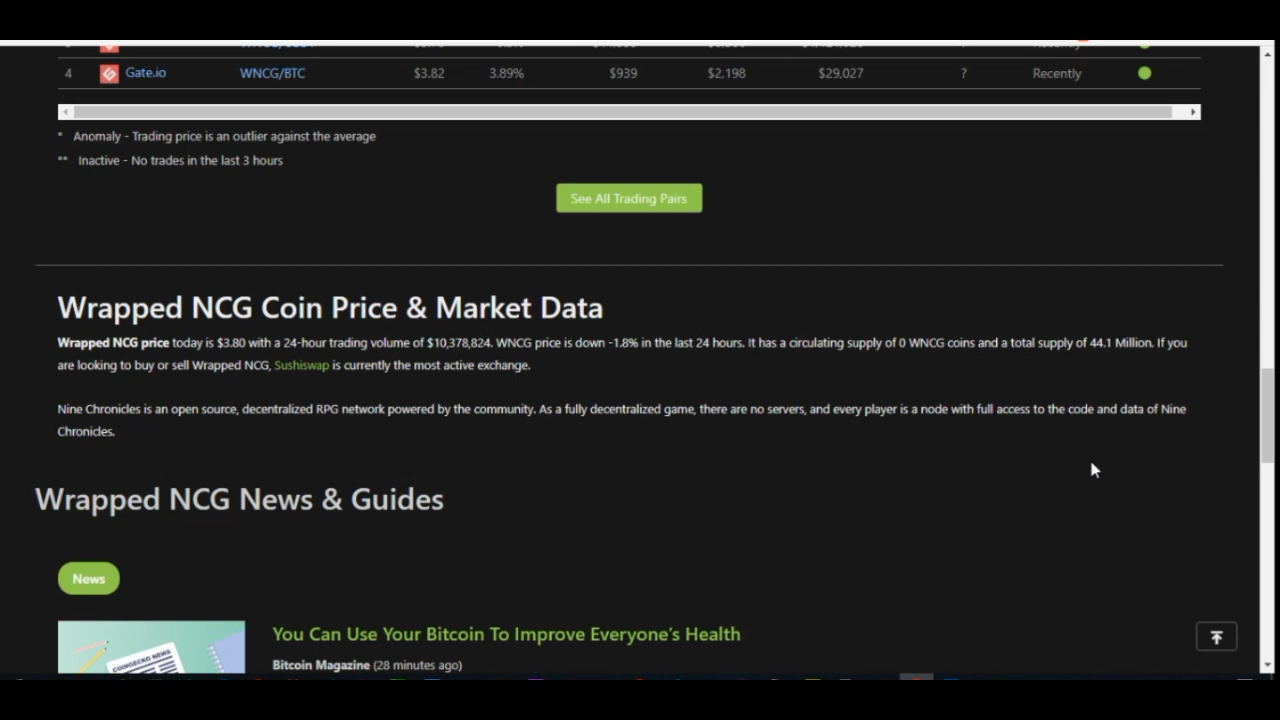 4 Gate.io WNCG/BTC $3.82 3.89% $939 $2,198 $29,027 ? Recently
* Anomaly - Trading price is an outlier against the average
** Inactive - No trades in the last 3 hours
See All Trading Pairs
Wrapped NCG Coin Price & Market Data
Wrapped NCG price today is $3.80 with a 24-hour trading volume of $10,378,824. WNCG price is down -1.8% in the last 24 hours. It has a circulating supply of 0 WNCG coins and a total supply of 44.1 Million. If you
are looking to buy or sell Wrapped NCG, Sushiswap is currently the most active exchange.
Nine Chronicles is an open source, decentralized RPG network powered by the community. As a fully decentralized game, there are no servers, and every player is a node with full access to the code and data of Nine
Chronicles.
Wrapped NCG News & Guides
News
You Can Use Your Bitcoin To Improve Everyone's Health
COINGECKO NEWS
Bitcoin Magazine (28 minutes ago)